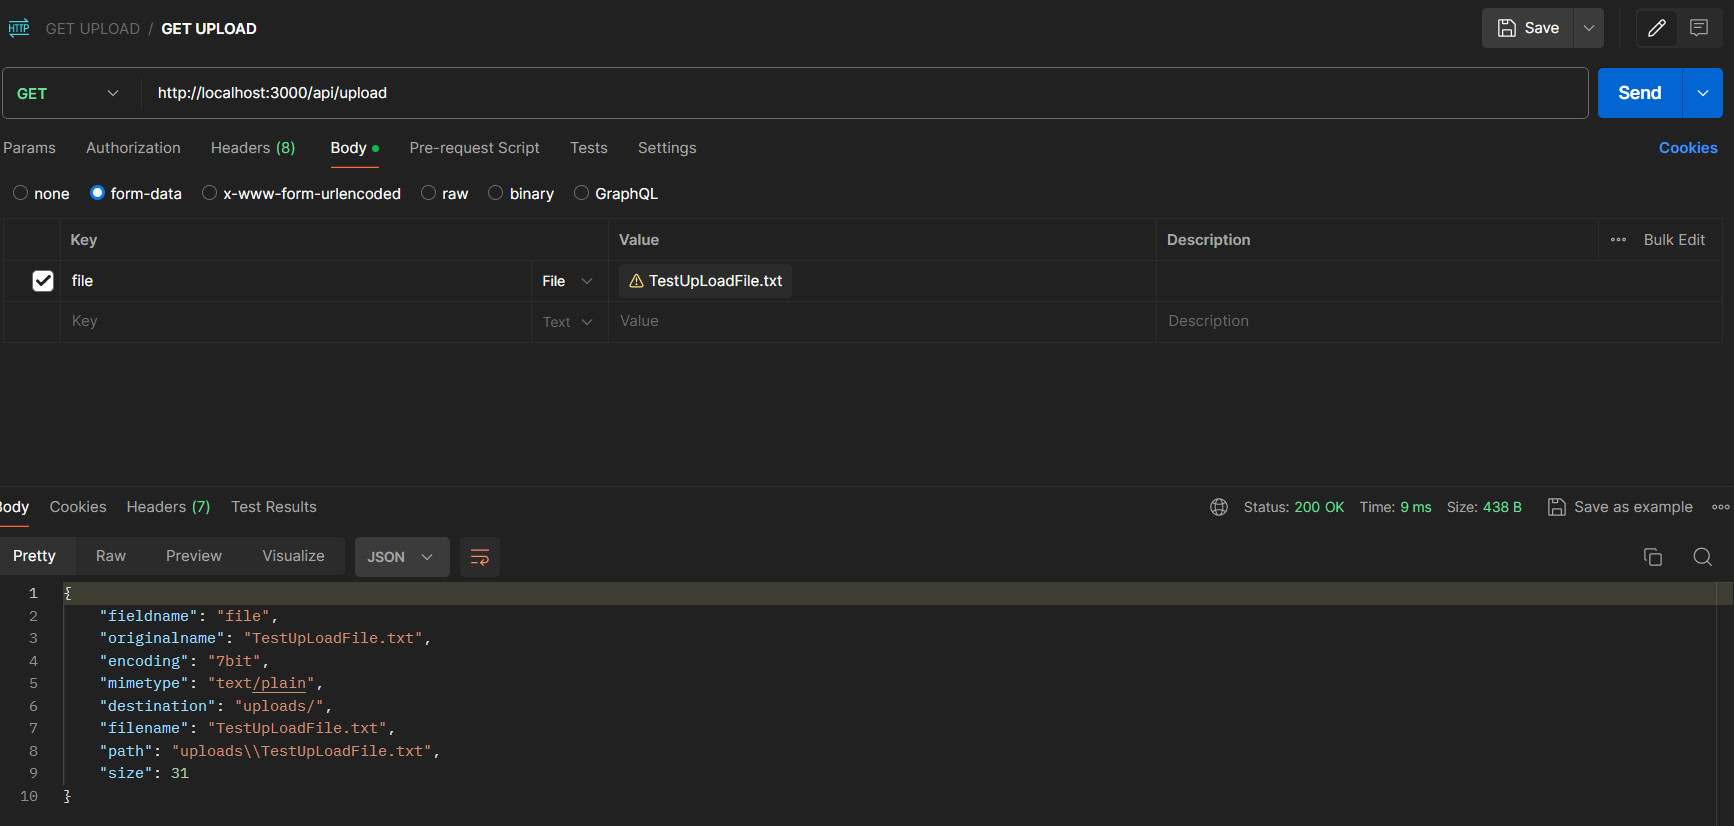 HTTP GET UPLOAD / GET UPLOAD Save
GET http://localhost:3000/api/upload Send
Params Authorization Headers (8) Body Pre-request Script Tests Settings Cookies
none form-data x-www-form-urlencoded raw binary GraphQL
Key Value Description Bulk Edit
file File TestUpLoadFile.txt
Key Text Value Description
Body Cookies Headers (7) Test Results Status: 200 OK Time: 9 ms Size: 438 B Save as example
Pretty Raw Preview Visualize JSON
1 {
2 "fieldname": "file",
3 "originalname": "TestUpLoadFile.txt",
4 "encoding": "7bit",
5 "mimetype": "text/plain",
6 "destination": "uploads/",
7 "filename": "TestUpLoadFile.txt",
8 "path": "uploads\\TestUpLoadFile.txt",
9 "size": 31
10 }